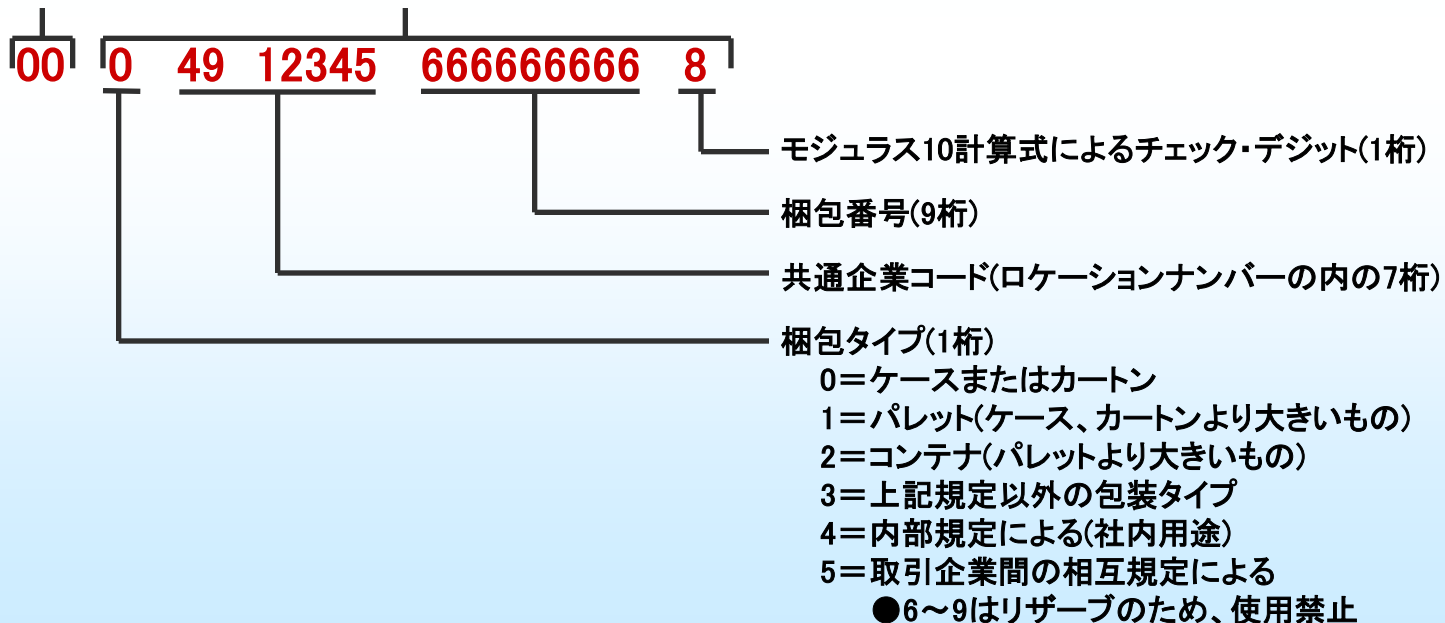 00 0 49 12345 666666666 8
モジュラス10計算式によるチェック・デジット(1桁)
梱包番号(9桁)
共通企業コード(ロケーションナンバーの内の7桁)
梱包タイプ(1桁)
0＝ケースまたはカートン
1＝パレット(ケース、カートンより大きいもの)
2＝コンテナ(パレットより大きいもの)
3＝上記規定以外の包装タイプ
4＝内部規定による(社内用途)
5＝取引企業間の相互規定による
●6～9はリザーブのため、使用禁止